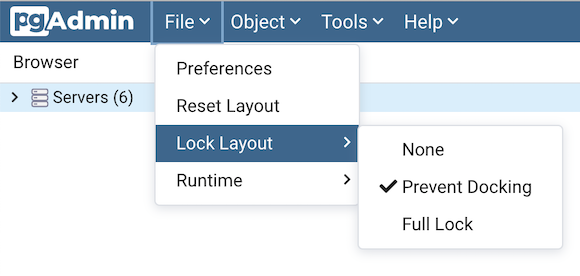 pgAdmin File Object Tools Help
Browser
Preferences
Servers (6)
Reset Layout
Lock Layout
None
Runtime
Prevent Docking
Full Lock